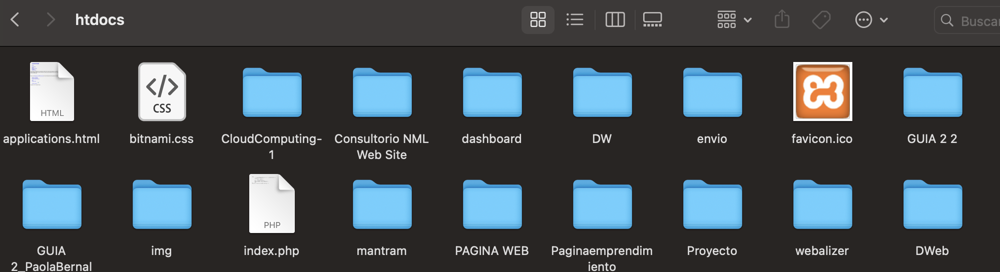 htdocs
Buscar
HTML
CSS
applications.html
bitnami.css
CloudComputing-
1
Consultorio NML
Web Site
dashboard
DW
envio
favicon.ico
GUIA 2 2
PHP
GUIA
2_PaolaBernal
img
index.php
mantram
PAGINA WEB
Paginaemprendim
iento
Proyecto
webalizer
DWeb